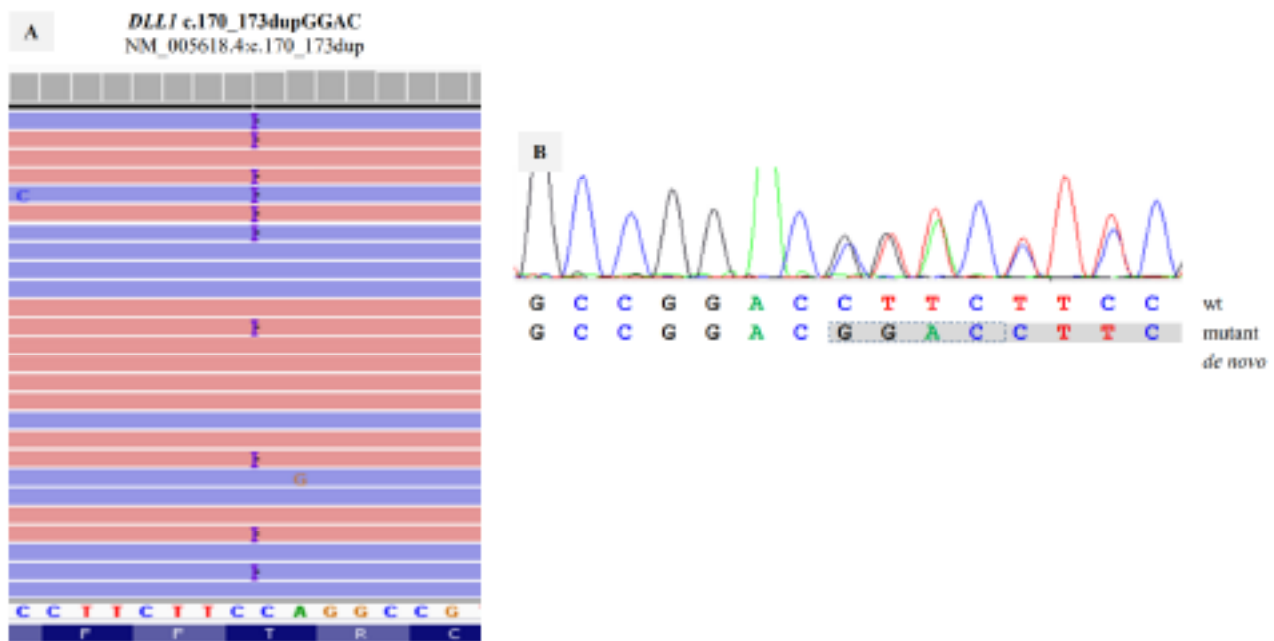 A
DLL1 c.170_173dupGGAC
NM_005618.4:c.170_173dup
C
G
C C T T C T T C C A G G C C G
F F T R C
B
G C C G G A C C T T C T T C C wt
G C C G G A C G G A C C T T C mutant
de novo